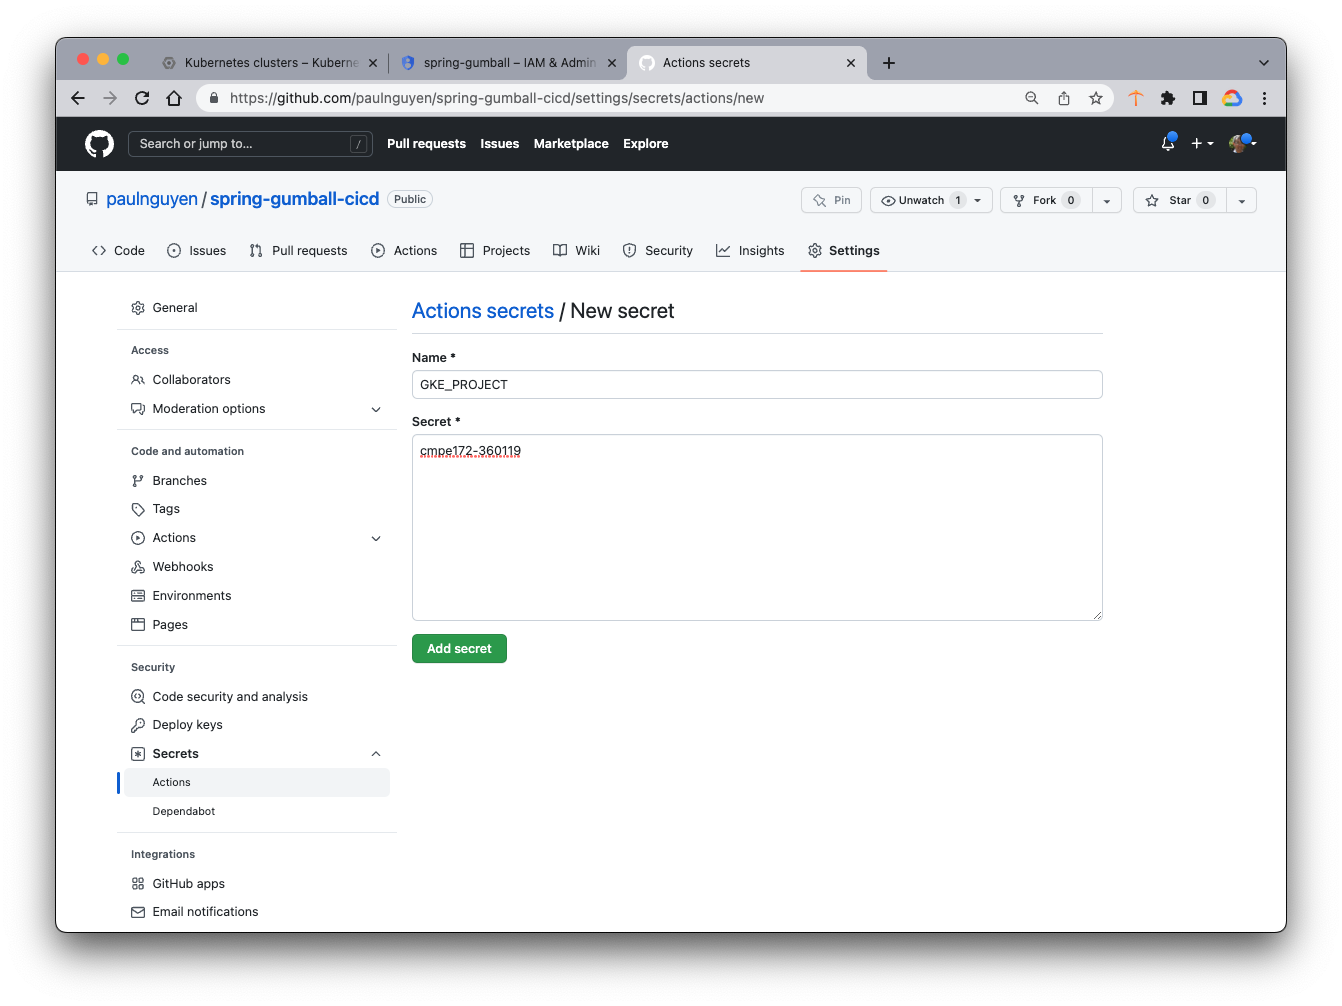 Kubernetes clusters – Kuberne
spring-gumball – IAM & Admin
Actions secrets
https://github.com/paulnguyen/spring-gumball-cicd/settings/secrets/actions/new
Search or jump to... /
Pull requests Issues Marketplace Explore
paulnguyen / spring-gumball-cicd Public
Pin Unwatch 1 Fork 0 Star 0
Code Issues Pull requests Actions Projects Wiki Security Insights Settings
General
Access
Collaborators
Moderation options
Code and automation
Branches
Tags
Actions
Webhooks
Environments
Pages
Security
Code security and analysis
Deploy keys
Secrets
Actions
Dependabot
Integrations
GitHub apps
Email notifications
Actions secrets / New secret
Name *
GKE_PROJECT
Secret *
cmpe172-360119
Add secret